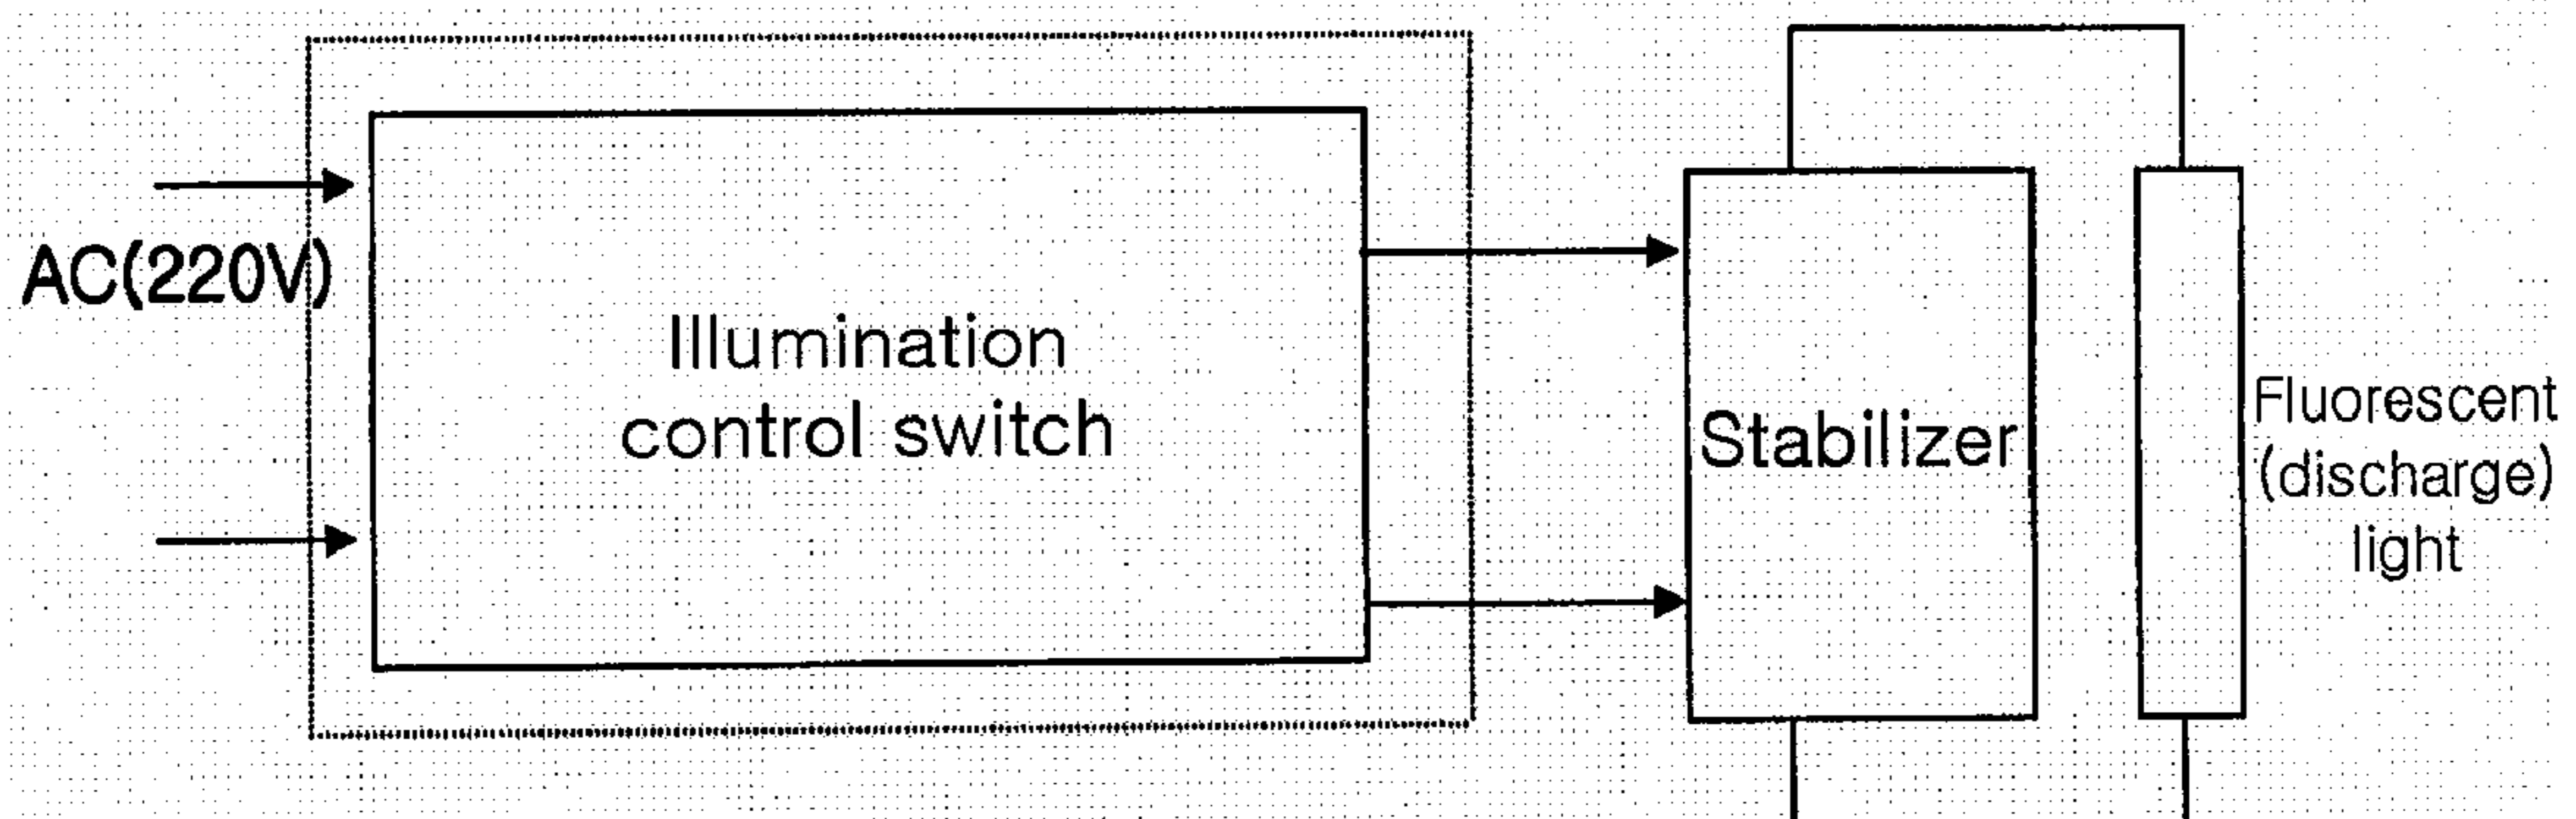 AC(220V)
Illumination
control switch
Stabilizer
Fluorescent
(discharge)
light